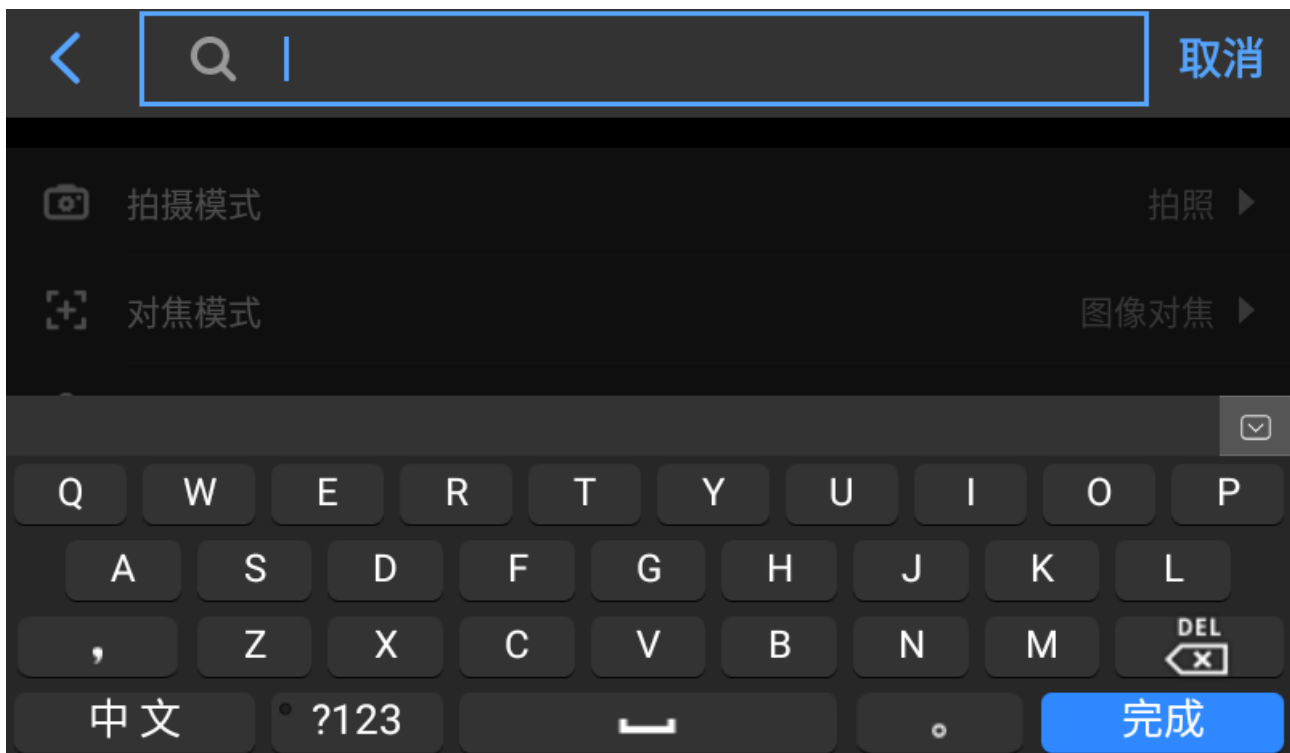 取消
拍摄模式 拍照
对焦模式 图像对焦
Q W E R T Y U I O P
A S D F G H J K L
, Z X C V B N M DEL
中文 ?123 。 完成